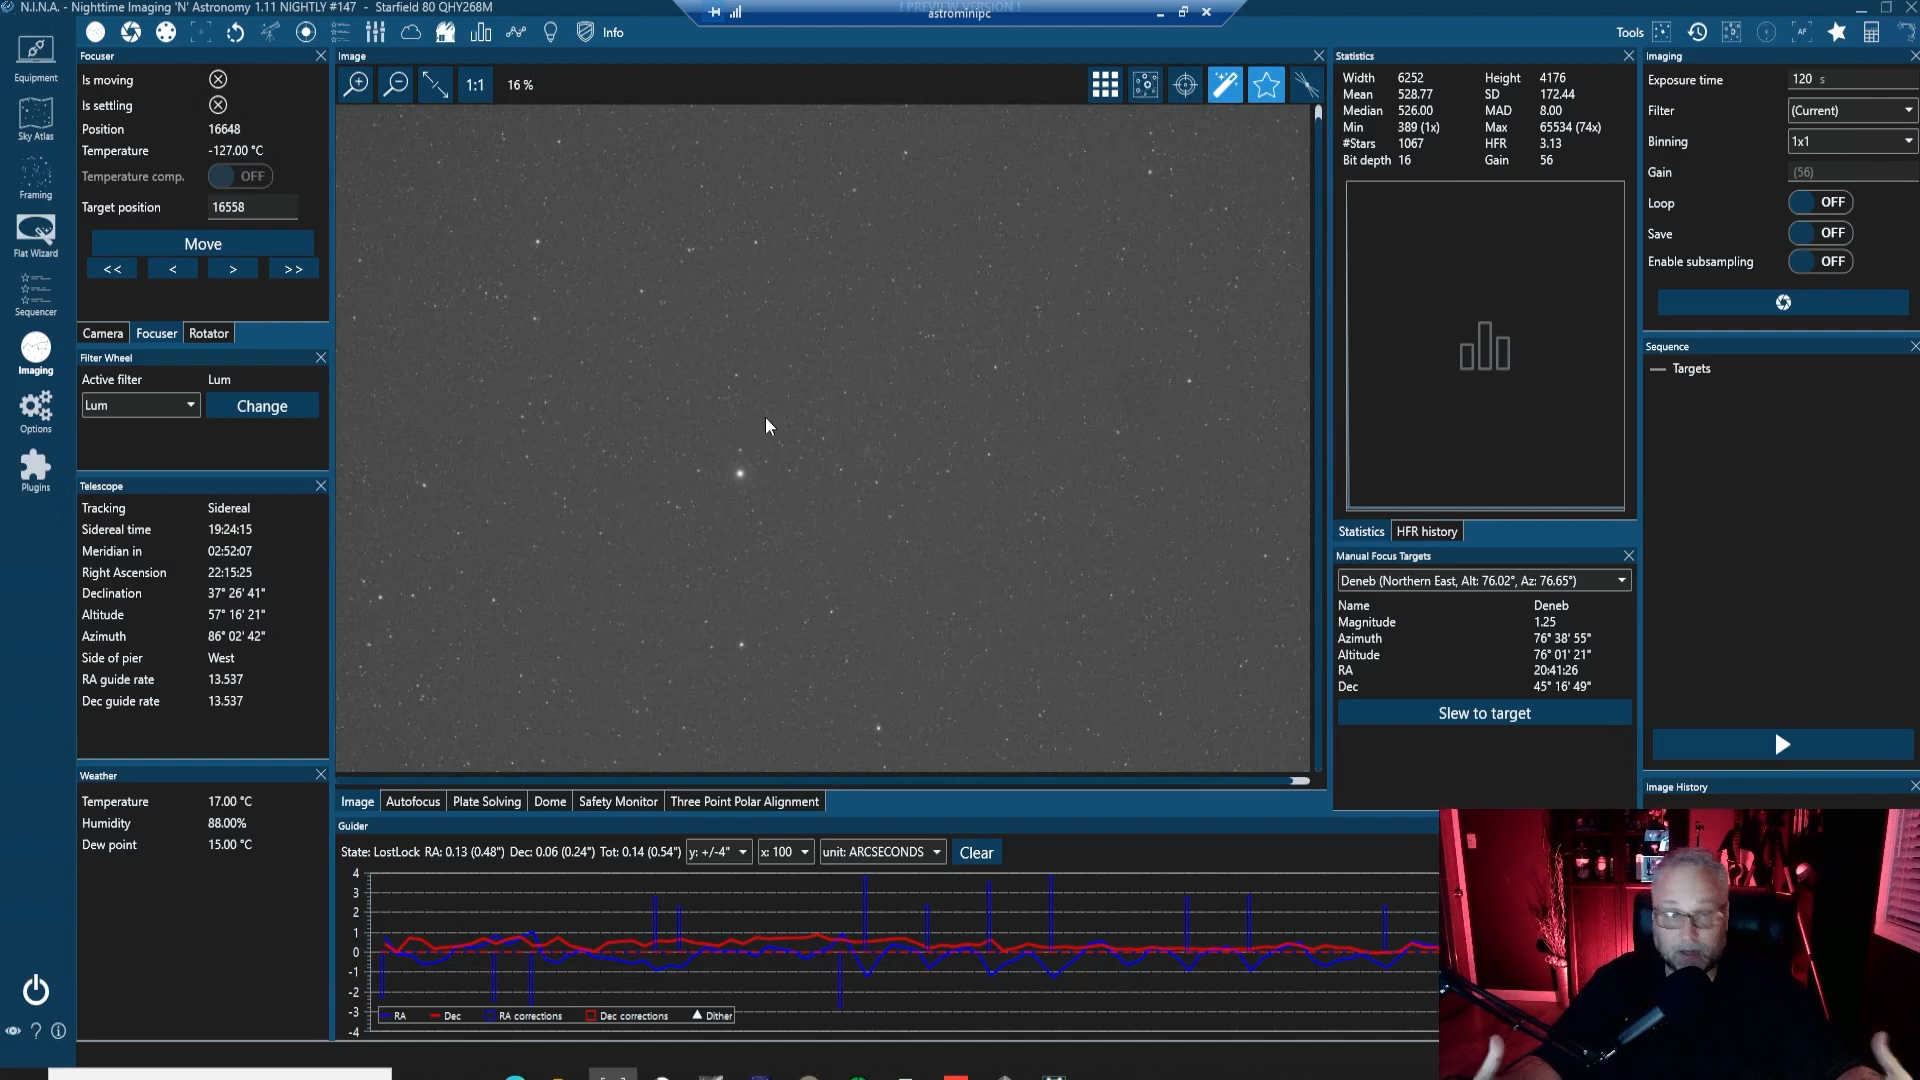 N.I.N.A. - Nighttime Imaging 'N' Astronomy 1.11 NIGHTLY #147 - Starfield 80 QHY268M
! PREVIEW VERSION !
astrominipc
Info
Tools
AF
Equipment
Sky Atlas
Framing
Flat Wizard
Sequencer
Imaging
Options
Plugins
Focuser
Is moving
Is settling
Position 16648
Temperature -127.00 °C
Temperature comp. OFF
Target position 16558
Move
<< < > >>
Camera Focuser Rotator
Filter Wheel
Active filter Lum
Lum Change
Telescope
Tracking Sidereal
Sidereal time 19:24:15
Meridian in 02:52:07
Right Ascension 22:15:25
Declination 37° 26' 41"
Altitude 57° 16' 21"
Azimuth 86° 02' 42"
Side of pier West
RA guide rate 13.537
Dec guide rate 13.537
Weather
Temperature 17.00 °C
Humidity 88.00%
Dew point 15.00 °C
Image
1:1 16 %
Image Autofocus Plate Solving Dome Safety Monitor Three Point Polar Alignment
Guider
State: LostLock RA: 0.13 (0.48") Dec: 0.06 (0.24") Tot: 0.14 (0.54") y: +/-4" x: 100 unit: ARCSECONDS Clear
4
3
2
1
0
-1
-2
-3
-4
RA Dec RA corrections Dec corrections Dither
Statistics
Width 6252 Height 4176
Mean 528.77 SD 172.44
Median 526.00 MAD 8.00
Min 389 (1x) Max 65534 (74x)
#Stars 1067 HFR 3.13
Bit depth 16 Gain 56
Statistics HFR history
Manual Focus Targets
Deneb (Northern East, Alt: 76.02°, Az: 76.65°)
Name Deneb
Magnitude 1.25
Azimuth 76° 38' 55"
Altitude 76° 01' 21"
RA 20:41:26
Dec 45° 16' 49"
Slew to target
Imaging
Exposure time 120 s
Filter (Current)
Binning 1x1
Gain (56)
Loop OFF
Save OFF
Enable subsampling OFF
Sequence
Targets
Image History